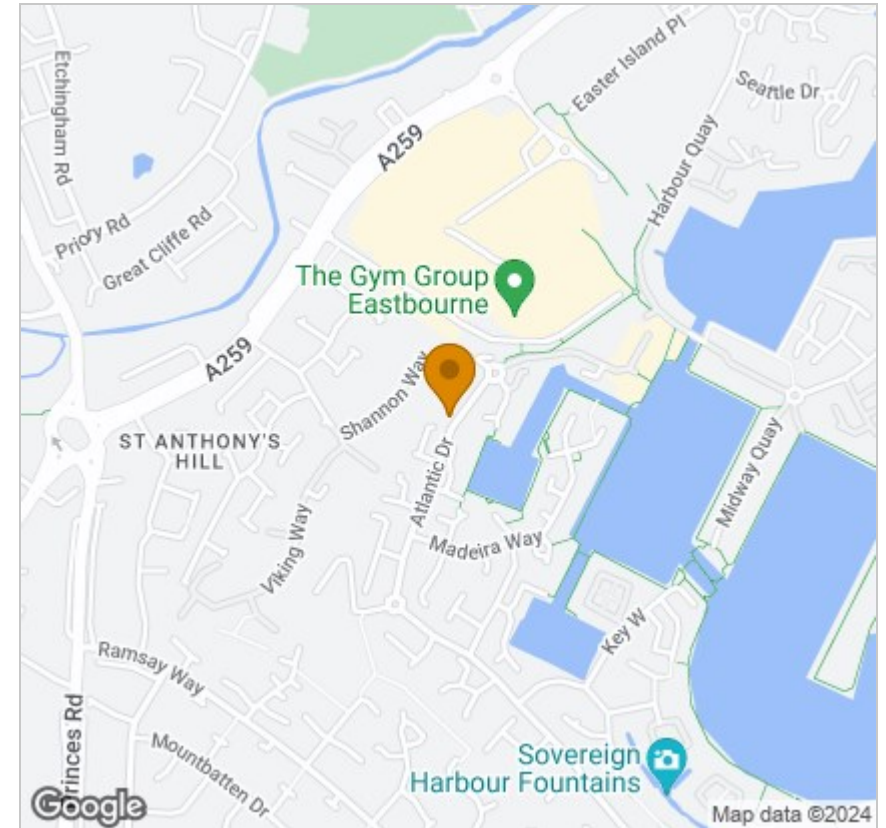 Easter Island Pl
Seattle Dr
Etchingham Rd
A259
Harbour Quay
Priory Rd
Great Cliffe Rd
The Gym Group
Eastbourne
A259
Shannon Way
ST ANTHONY'S
HILL
Atlantic Dr
Midway Quay
Viking Way
Madeira Way
Key W
Ramsay Way
Princes Rd
Mountbatten Dr
Sovereign
Harbour Fountains
Google
Map data ©2024